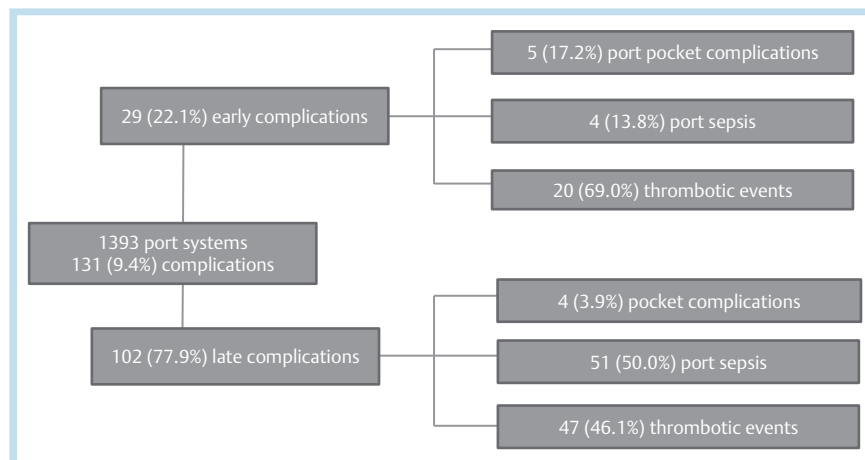 5 (17.2%) port pocket complications
29 (22.1%) early complications
4 (13.8%) port sepsis
20 (69.0%) thrombotic events
1393 port systems
131 (9.4%) complications
4 (3.9%) pocket complications
102 (77.9%) late complications
51 (50.0%) port sepsis
47 (46.1%) thrombotic events